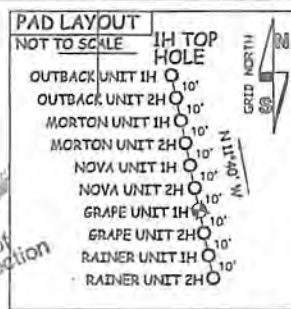 PAD LAYOUT
NOT TO SCALE
1H TOP
HOLE
OUTBACK UNIT 1H
10'
OUTBACK UNIT 2H
10'
MORTON UNIT 1H
10'
MORTON UNIT 2H
10'
NOVA UNIT 1H
10'
NOVA UNIT 2H
10'
GRAPE UNIT 1H
10'
GRAPE UNIT 2H
10'
RAINER UNIT 1H
10'
RAINER UNIT 2H
N 11°40' W
GRID NORTH
N
S